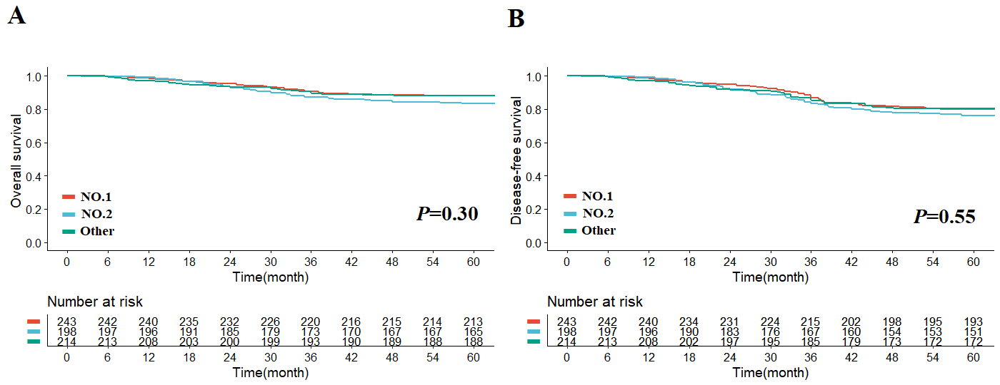 A
Overall survival
1.0
0.8
0.6
0.4
0.2
0.0
NO.1
NO.2
Other
P=0.30
0 6 12 18 24 30 36 42 48 54 60
Time(month)
Number at risk
243 242 240 235 232 226 220 216 215 214 213
198 197 196 191 185 179 173 170 167 167 165
214 213 208 203 200 199 193 190 189 188 188
0 6 12 18 24 30 36 42 48 54 60
Time(month)
B
Disease-free survival
1.0
0.8
0.6
0.4
0.2
0.0
NO.1
NO.2
Other
P=0.55
0 6 12 18 24 30 36 42 48 54 60
Time(month)
Number at risk
243 242 240 234 231 224 215 202 198 195 193
198 197 196 190 183 176 167 160 154 153 151
214 213 208 202 197 195 185 179 173 172 172
0 6 12 18 24 30 36 42 48 54 60
Time(month)